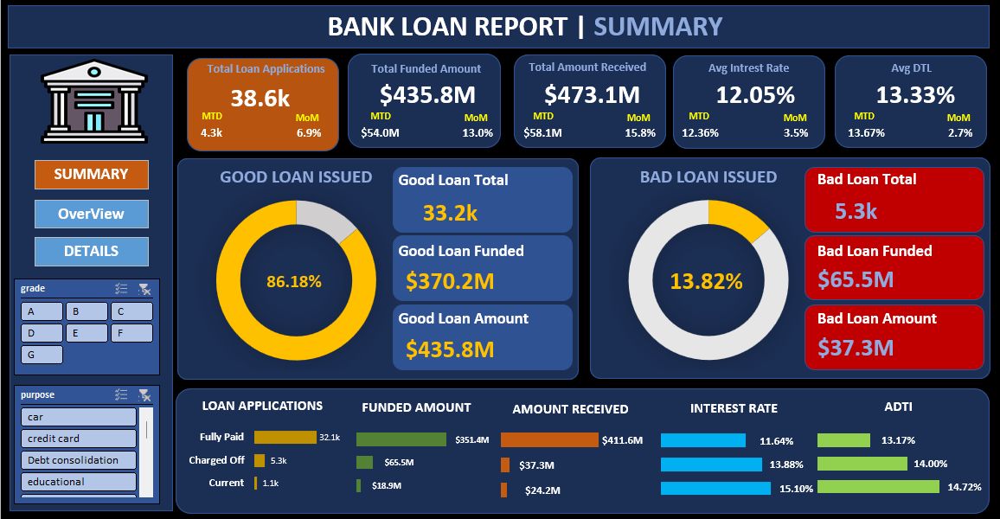 BANK LOAN REPORT | SUMMARY
Total Loan Applications
38.6k
MTD MoM
4.3k 6.9%
Total Funded Amount
$435.8M
MTD MoM
$54.0M 13.0%
Total Amount Received
$473.1M
MTD MoM
$58.1M 15.8%
Avg Intrest Rate
12.05%
MTD MoM
12.36% 3.5%
Avg DTL
13.33%
MTD MoM
13.67% 2.7%
SUMMARY
OverView
DETAILS
grade
A B C
D E F
G
purpose
car
credit card
Debt consolidation
educational
GOOD LOAN ISSUED
86.18%
Good Loan Total
33.2k
Good Loan Funded
$370.2M
Good Loan Amount
$435.8M
BAD LOAN ISSUED
13.82%
Bad Loan Total
5.3k
Bad Loan Funded
$65.5M
Bad Loan Amount
$37.3M
LOAN APPLICATIONS
Fully Paid 32.1k
Charged Off 5.3k
Current 1.1k
FUNDED AMOUNT
$351.4M
$65.5M
$18.9M
AMOUNT RECEIVED
$411.6M
$37.3M
$24.2M
INTEREST RATE
11.64%
13.88%
15.10%
ADTI
13.17%
14.00%
14.72%